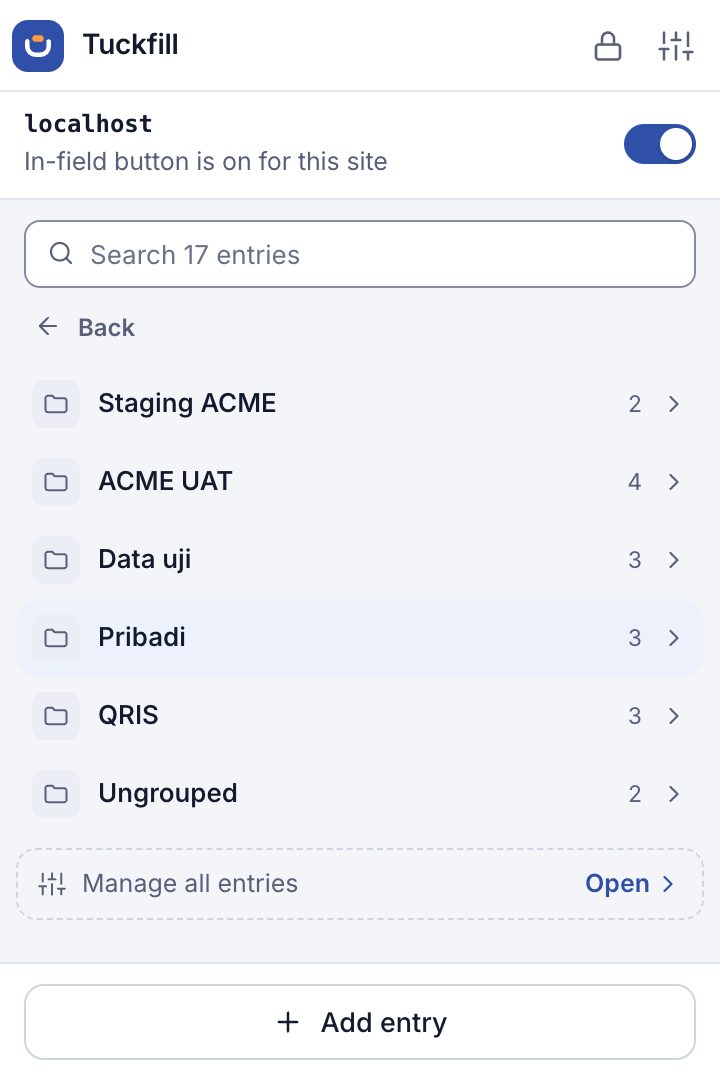 Tuckfill
localhost
In-field button is on for this site
Search 17 entries
Back
Staging ACME 2
ACME UAT 4
Data uji 3
Pribadi 3
QRIS 3
Ungrouped 2
Manage all entries Open
Add entry